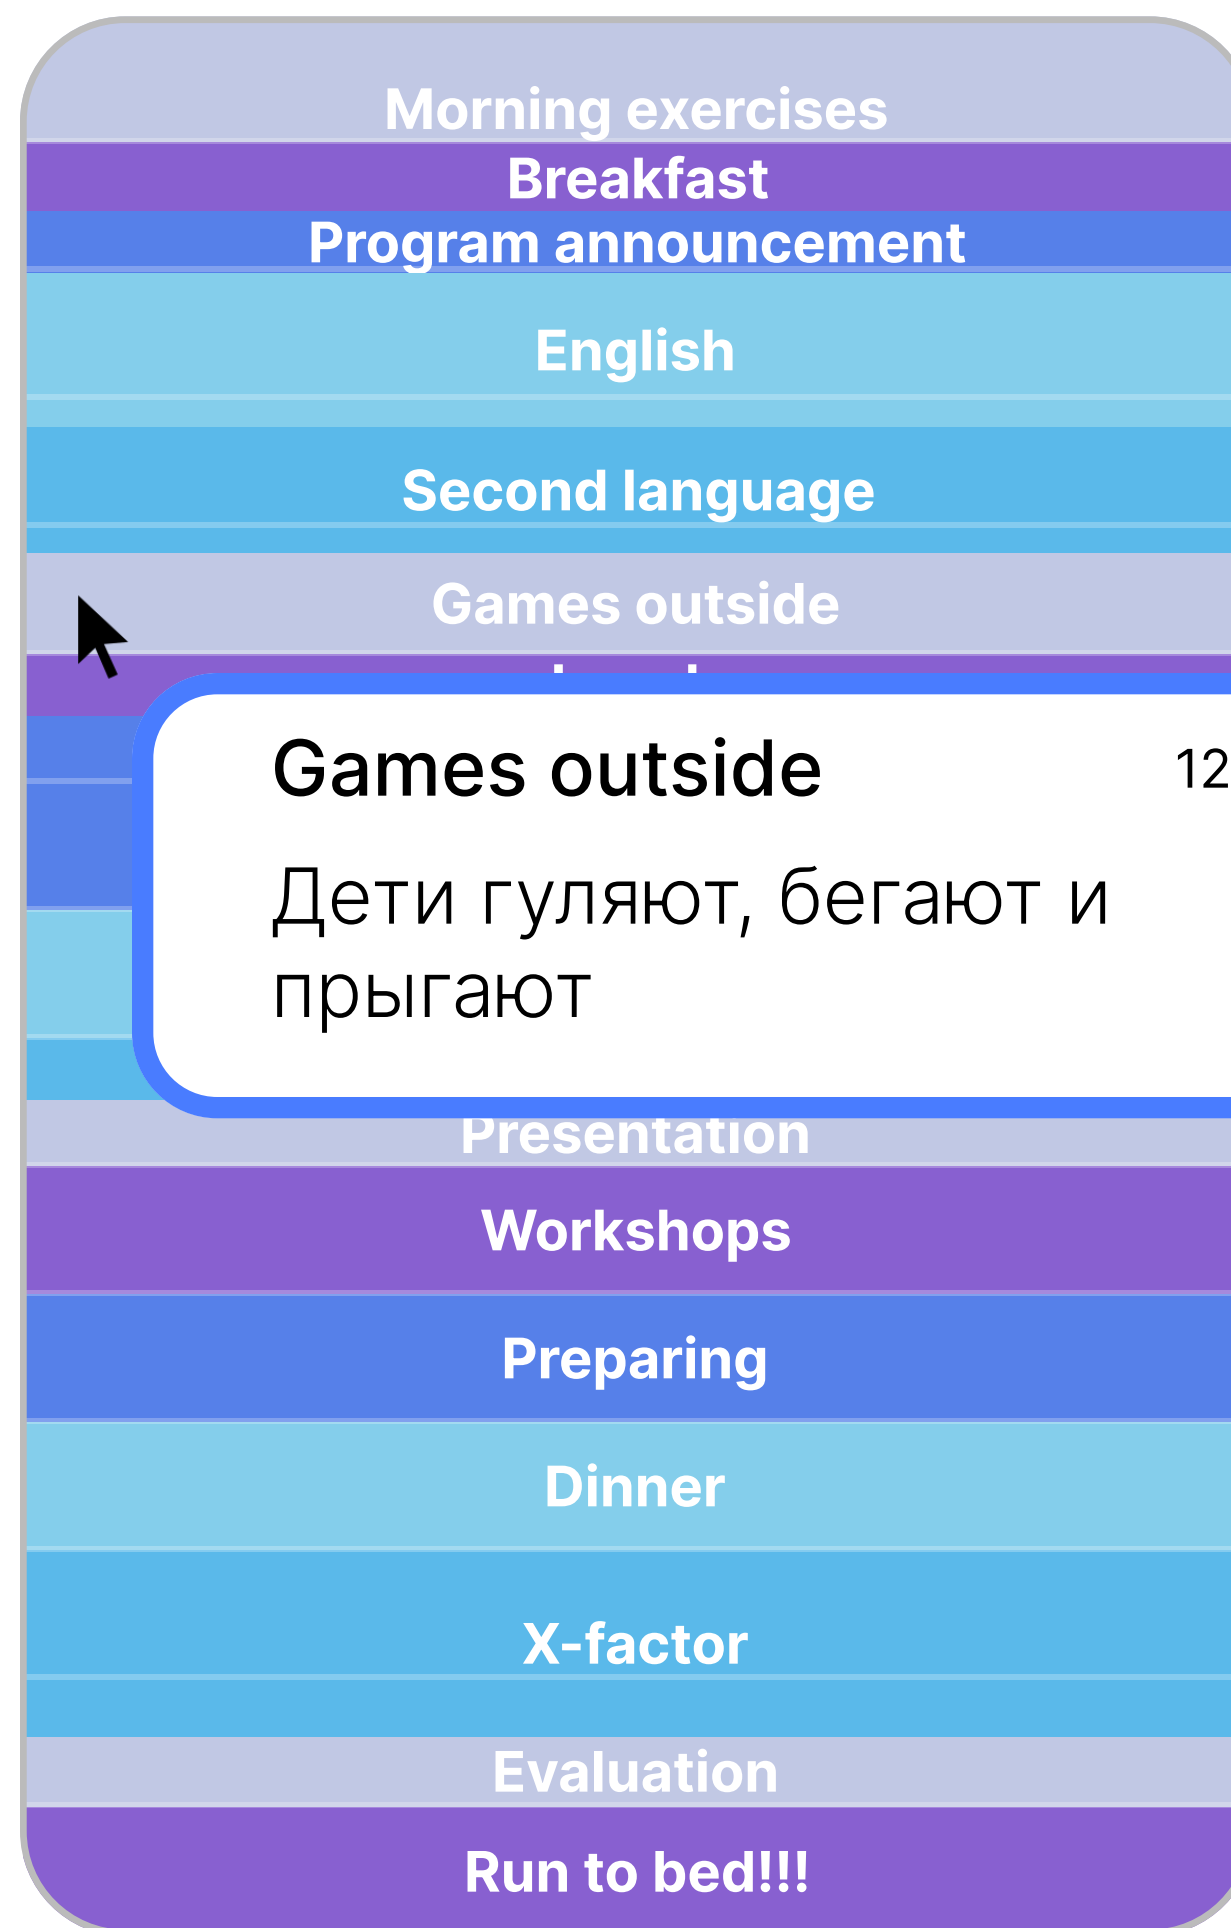 Morning exercises
Breakfast
Program announcement
English
Second language
Games outside
Games outside 12
Дети гуляют, бегают и
прыгают
Presentation
Workshops
Preparing
Dinner
X-factor
Evaluation
Run to bed!!!